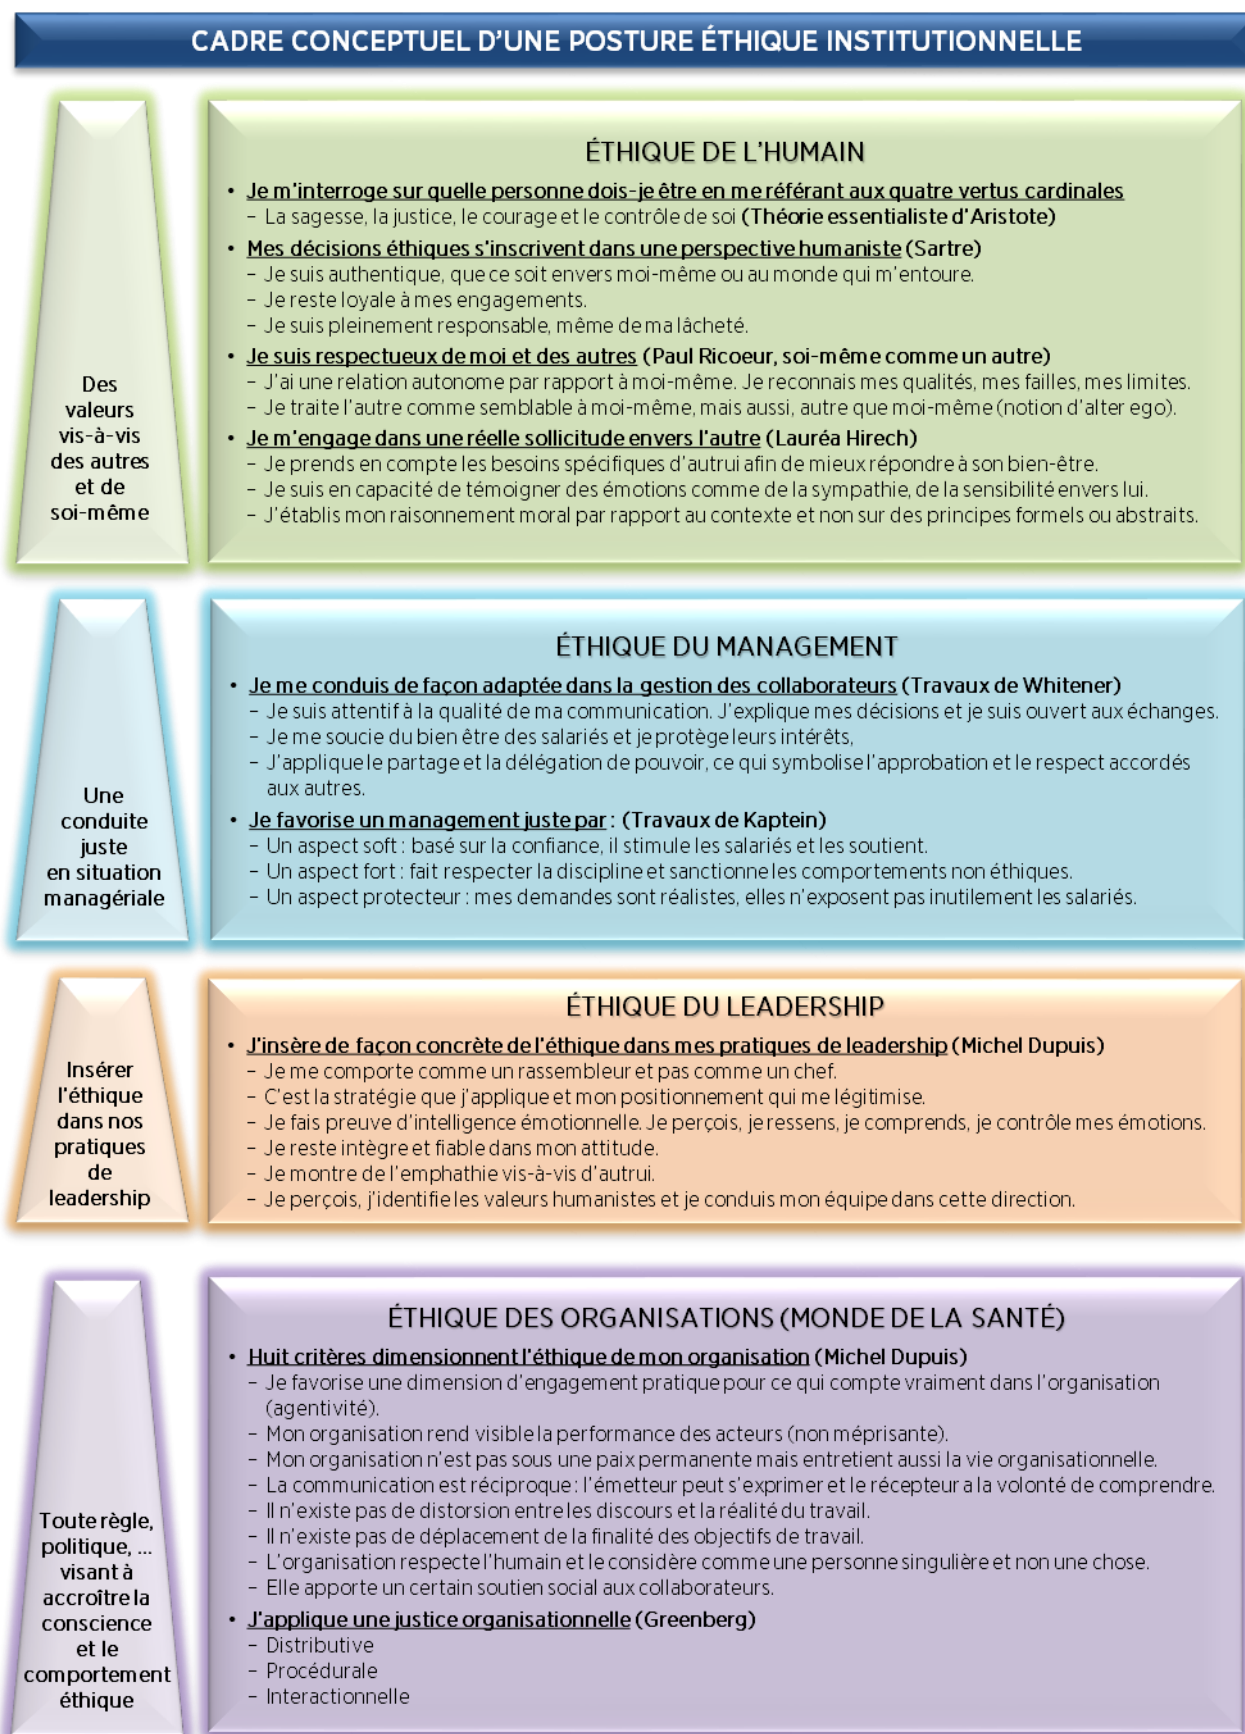 CADRE CONCEPTUEL D'UNE POSTURE ÉTHIQUE INSTITUTIONNELLE
Des
valeurs
vis-à-vis
des autres
et de
soi-même
ÉTHIQUE DE L'HUMAIN
• Je m'interroge sur quelle personne dois-je être en me référant aux quatre vertus cardinales
– La sagesse, la justice, le courage et le contrôle de soi (Théorie essentialiste d'Aristote)
• Mes décisions éthiques s'inscrivent dans une perspective humaniste (Sartre)
– Je suis authentique, que ce soit envers moi-même ou au monde qui m'entoure.
– Je reste loyale à mes engagements.
– Je suis pleinement responsable, même de ma lâcheté.
• Je suis respectueux de moi et des autres (Paul Ricoeur, soi-même comme un autre)
– J'ai une relation autonome par rapport à moi-même. Je reconnais mes qualités, mes failles, mes limites.
– Je traite l'autre comme semblable à moi-même, mais aussi, autre que moi-même (notion d'alter ego).
• Je m'engage dans une réelle sollicitude envers l'autre (Lauréa Hirech)
– Je prends en compte les besoins spécifiques d'autrui afin de mieux répondre à son bien-être.
– Je suis en capacité de témoigner des émotions comme de la sympathie, de la sensibilité envers lui.
– J'établis mon raisonnement moral par rapport au contexte et non sur des principes formels ou abstraits.
Une
conduite
juste
en situation
managériale
ÉTHIQUE DU MANAGEMENT
• Je me conduis de façon adaptée dans la gestion des collaborateurs (Travaux de Whitener)
– Je suis attentif à la qualité de ma communication. J'explique mes décisions et je suis ouvert aux échanges.
– Je me soucie du bien être des salariés et je protège leurs intérêts,
– J'applique le partage et la délégation de pouvoir, ce qui symbolise l'approbation et le respect accordés
aux autres.
• Je favorise un management juste par : (Travaux de Kaptein)
– Un aspect soft : basé sur la confiance, il stimule les salariés et les soutient.
– Un aspect fort : fait respecter la discipline et sanctionne les comportements non éthiques.
– Un aspect protecteur : mes demandes sont réalistes, elles n'exposent pas inutilement les salariés.
Insérer
l'éthique
dans nos
pratiques
de
leadership
ÉTHIQUE DU LEADERSHIP
• J'insère de façon concrète de l'éthique dans mes pratiques de leadership (Michel Dupuis)
– Je me comporte comme un rassembleur et pas comme un chef.
– C'est la stratégie que j'applique et mon positionnement qui me légitimise.
– Je fais preuve d'intelligence émotionnelle. Je perçois, je ressens, je comprends, je contrôle mes émotions.
– Je reste intègre et fiable dans mon attitude.
– Je montre de l'emphathie vis-à-vis d'autrui.
– Je perçois, j'identifie les valeurs humanistes et je conduis mon équipe dans cette direction.
Toute règle,
politique, ...
visant à
accroître la
conscience
et le
comportement
éthique
ÉTHIQUE DES ORGANISATIONS (MONDE DE LA SANTÉ)
• Huit critères dimensionnent l'éthique de mon organisation (Michel Dupuis)
– Je favorise une dimension d'engagement pratique pour ce qui compte vraiment dans l'organisation
(agentivité).
– Mon organisation rend visible la performance des acteurs (non méprisante).
– Mon organisation n'est pas sous une paix permanente mais entretient aussi la vie organisationnelle.
– La communication est réciproque : l'émetteur peut s'exprimer et le récepteur a la volonté de comprendre.
– Il n'existe pas de distorsion entre les discours et la réalité du travail.
– Il n'existe pas de déplacement de la finalité des objectifs de travail.
– L'organisation respecte l'humain et le considère comme une personne singulière et non une chose.
– Elle apporte un certain soutien social aux collaborateurs.
• J'applique une justice organisationnelle (Greenberg)
– Distributive
– Procédurale
– Interactionnelle